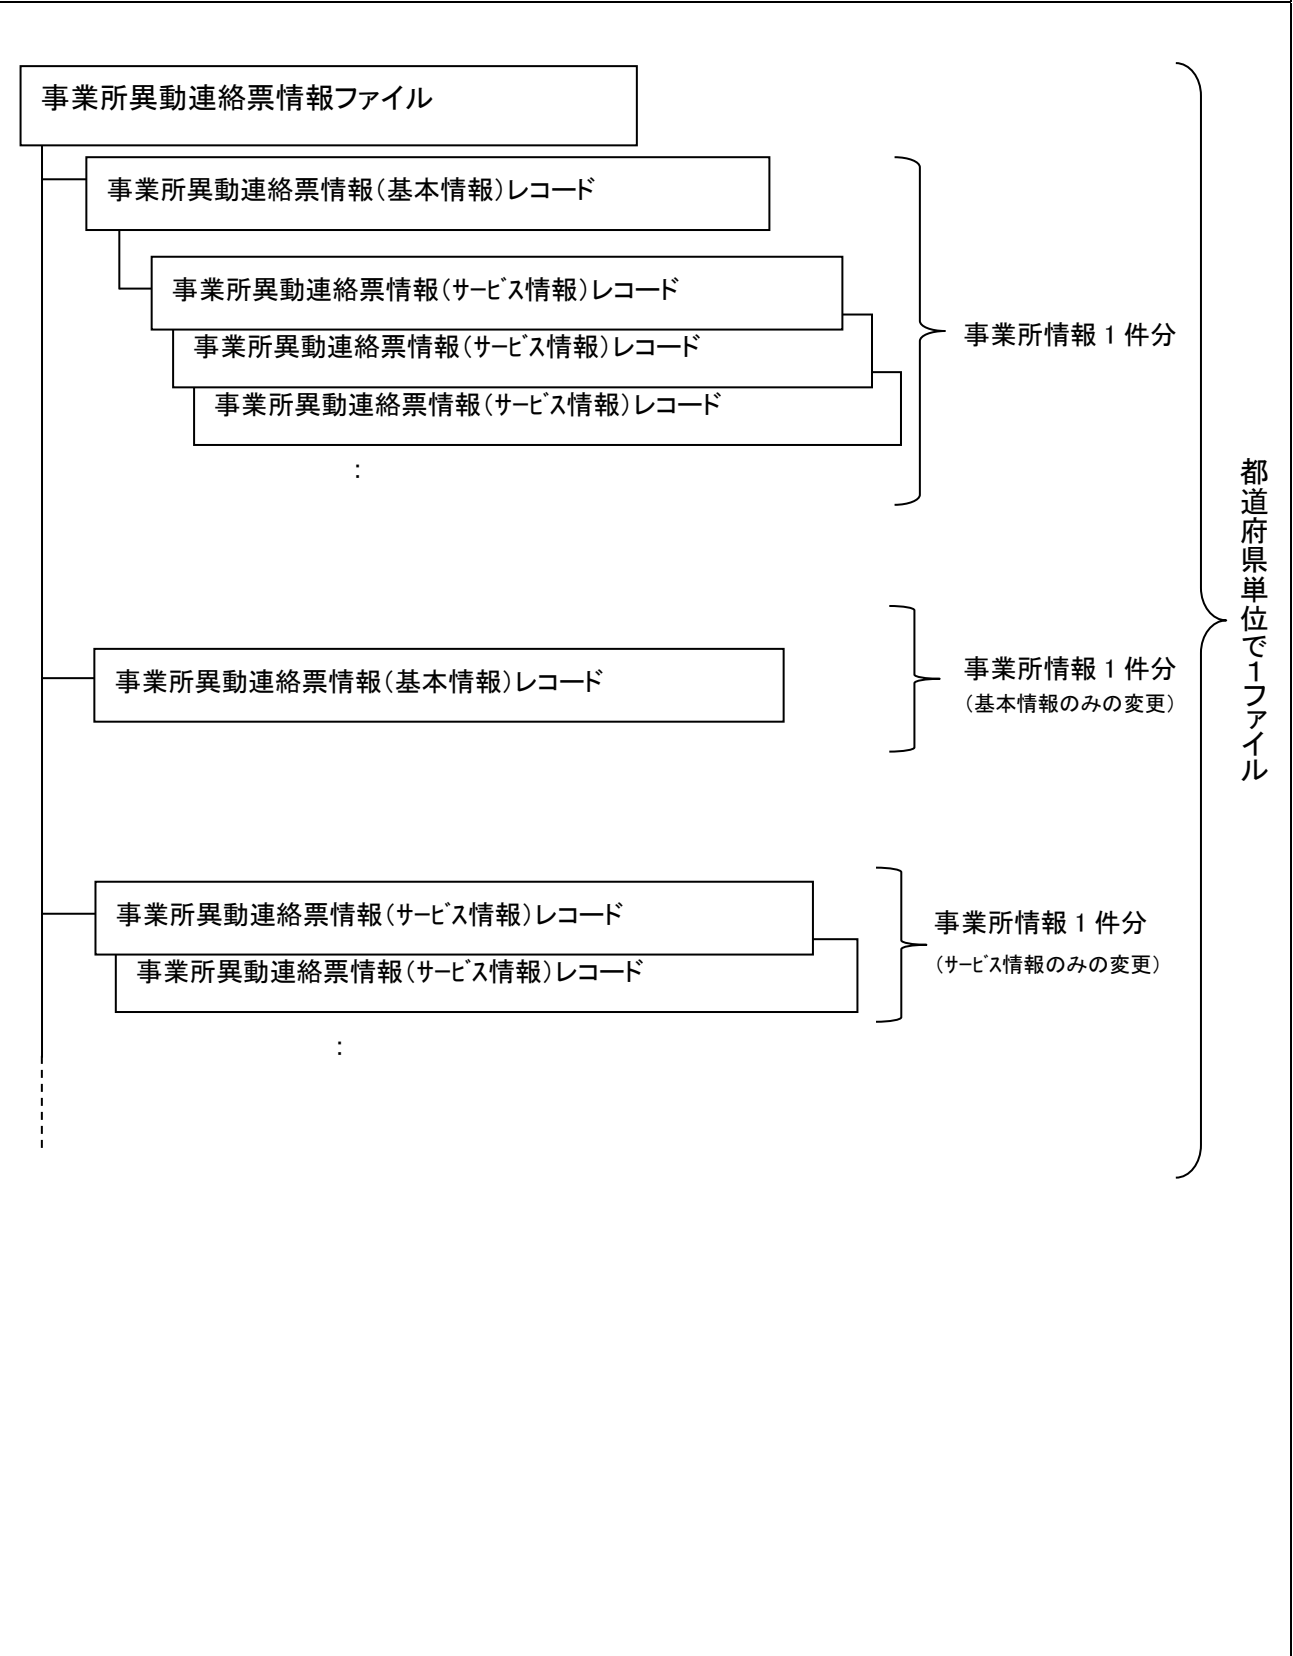 事業所異動連絡票情報ファイル
事業所異動連絡票情報(基本情報)レコード
事業所異動連絡票情報(ｻｰﾋﾞｽ情報)レコード
事業所異動連絡票情報(ｻｰﾋﾞｽ情報)レコード
事業所異動連絡票情報(ｻｰﾋﾞｽ情報)レコード
:
事業所情報1件分
事業所異動連絡票情報(基本情報)レコード
事業所情報1件分
(基本情報のみの変更)
事業所異動連絡票情報(ｻｰﾋﾞｽ情報)レコード
事業所異動連絡票情報(ｻｰﾋﾞｽ情報)レコード
:
事業所情報1件分
(ｻｰﾋﾞｽ情報のみの変更)
都道府県単位で1ファイル